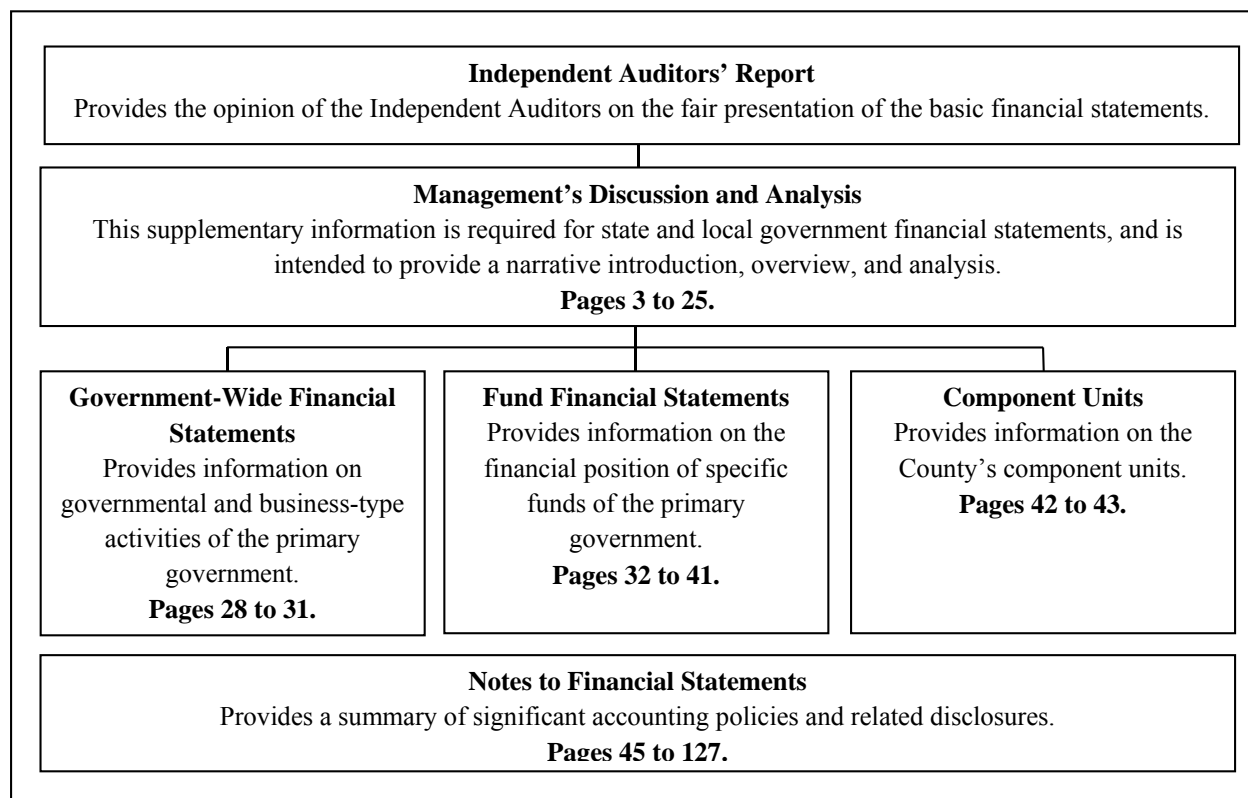 Independent Auditors’ Report
Provides the opinion of the Independent Auditors on the fair presentation of the basic financial statements.
Management’s Discussion and Analysis
This supplementary information is required for state and local government financial statements, and is
intended to provide a narrative introduction, overview, and analysis.
Pages 3 to 25.
Government-Wide Financial
Statements
Provides information on
governmental and business-type
activities of the primary
government.
Pages 28 to 31.
Fund Financial Statements
Provides information on the
financial position of specific
funds of the primary
government.
Pages 32 to 41.
Component Units
Provides information on the
County’s component units.
Pages 42 to 43.
Notes to Financial Statements
Provides a summary of significant accounting policies and related disclosures.
Pages 45 to 127.